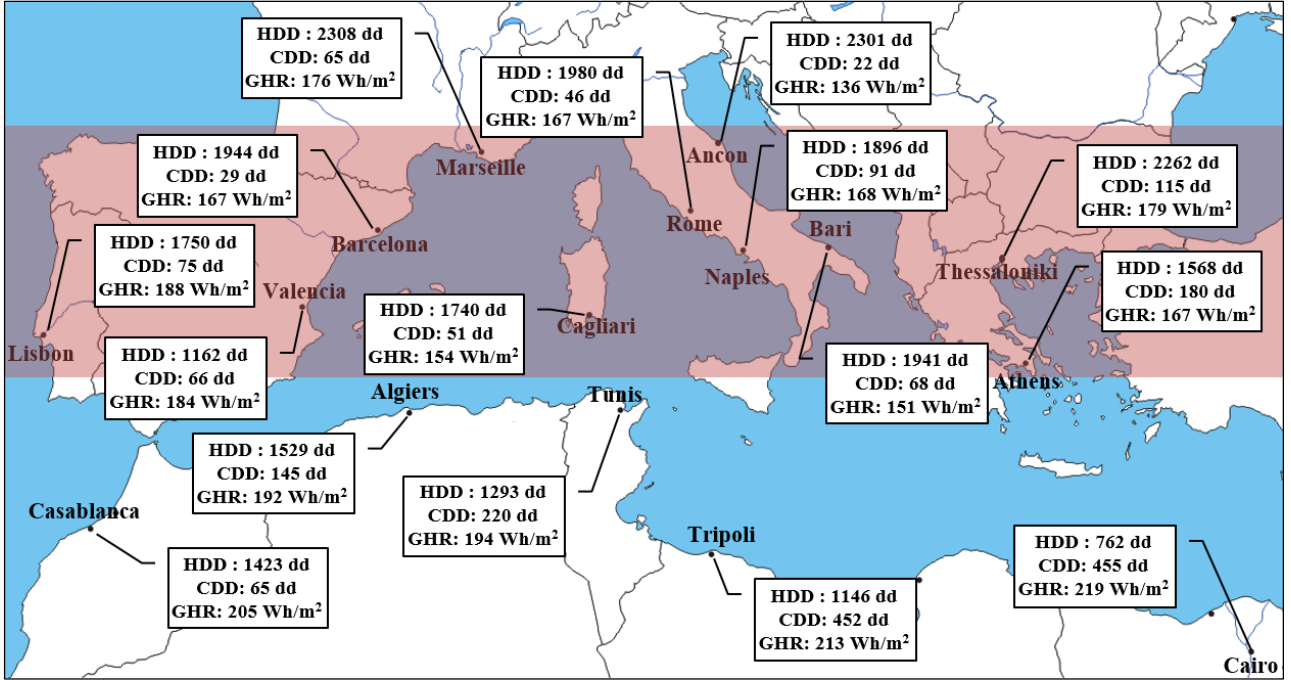 HDD : 2308 dd
CDD: 65 dd
GHR: 176 Wh/m²
HDD : 1980 dd
CDD: 46 dd
GHR: 167 Wh/m²
HDD : 2301 dd
CDD: 22 dd
GHR: 136 Wh/m²
HDD : 1944 dd
CDD: 29 dd
GHR: 167 Wh/m²
Marseille
Ancon
HDD : 1896 dd
CDD: 91 dd
GHR: 168 Wh/m²
HDD : 2262 dd
CDD: 115 dd
GHR: 179 Wh/m²
HDD : 1750 dd
CDD: 75 dd
GHR: 188 Wh/m²
Barcelona
Rome
Bari
Naples
Thessaloniki
HDD : 1568 dd
CDD: 180 dd
GHR: 167 Wh/m²
Valencia
HDD : 1740 dd
CDD: 51 dd
GHR: 154 Wh/m²
Cagliari
Lisbon
HDD : 1162 dd
CDD: 66 dd
GHR: 184 Wh/m²
HDD : 1941 dd
CDD: 68 dd
GHR: 151 Wh/m²
Athens
Algiers
Tunis
HDD : 1529 dd
CDD: 145 dd
GHR: 192 Wh/m²
HDD : 1293 dd
CDD: 220 dd
GHR: 194 Wh/m²
Casablanca
Tripoli
HDD : 1423 dd
CDD: 65 dd
GHR: 205 Wh/m²
HDD : 1146 dd
CDD: 452 dd
GHR: 213 Wh/m²
HDD : 762 dd
CDD: 455 dd
GHR: 219 Wh/m²
Cairo